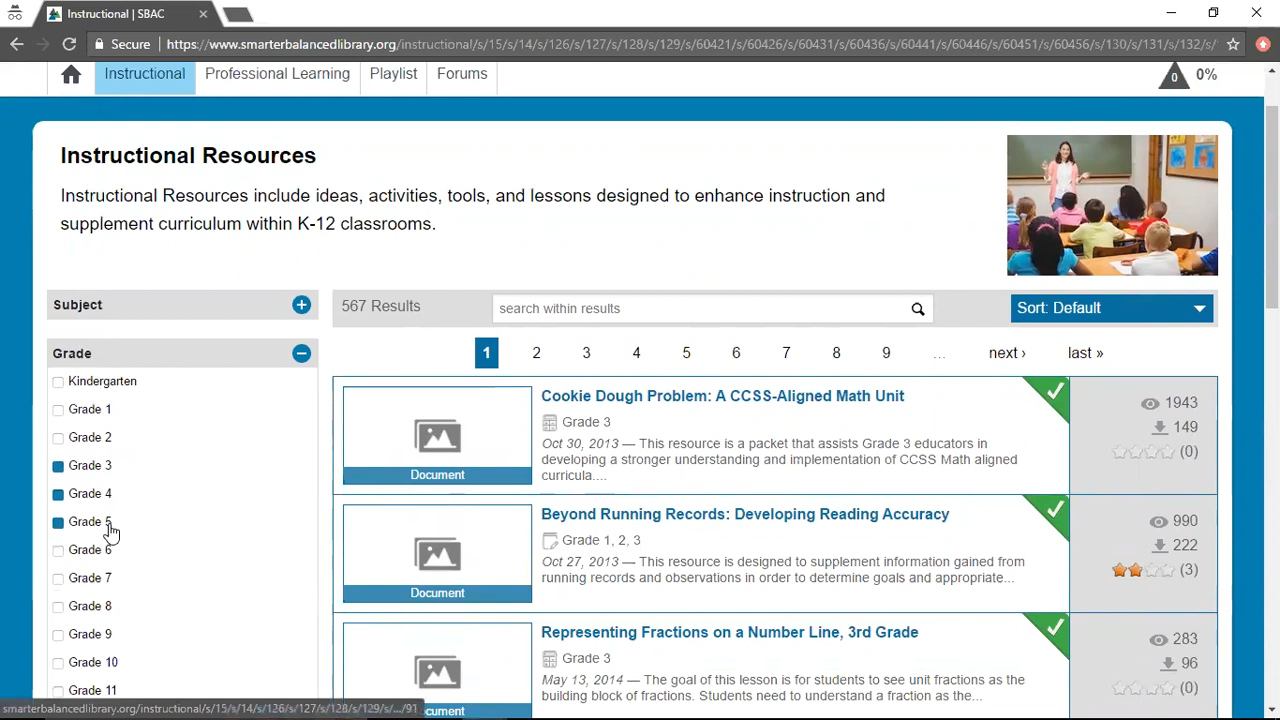 Instructional | SBAC
Secure
https://www.smarterbalancedlibrary.org/instructional/s/15/s/14/s/126/s/127/s/128/s/129/s/60421/s/60426/s/60431/s/60436/s/60441/s/60446/s/60451/s/60456/s/130/s/131/s/132/s/
Instructional
Professional Learning
Playlist
Forums
0
0%
Instructional Resources
Instructional Resources include ideas, activities, tools, and lessons designed to enhance instruction and
supplement curriculum within K-12 classrooms.
Subject
567 Results
search within results
Sort: Default
Grade
1 2 3 4 5 6 7 8 9 ... next › last »
Kindergarten
Grade 1
Grade 2
Grade 3
Grade 4
Grade 5
Grade 6
Grade 7
Grade 8
Grade 9
Grade 10
Grade 11
Document
Cookie Dough Problem: A CCSS-Aligned Math Unit
Grade 3
Oct 30, 2013 — This resource is a packet that assists Grade 3 educators in
developing a stronger understanding and implementation of CCSS Math aligned
curricula....
1943
149
(0)
Document
Beyond Running Records: Developing Reading Accuracy
Grade 1, 2, 3
Oct 27, 2013 — This resource is designed to supplement information gained from
running records and observations in order to determine goals and appropriate...
990
222
(3)
Representing Fractions on a Number Line, 3rd Grade
Grade 3
May 13, 2014 — The goal of this lesson is for students to see unit fractions as the
building block of fractions. Students need to understand a fraction as the...
283
96
(0)
ocument
smarterbalancedlibrary.org/instructional/s/15/s/14/s/126/s/127/s/128/s/129/s/.../91